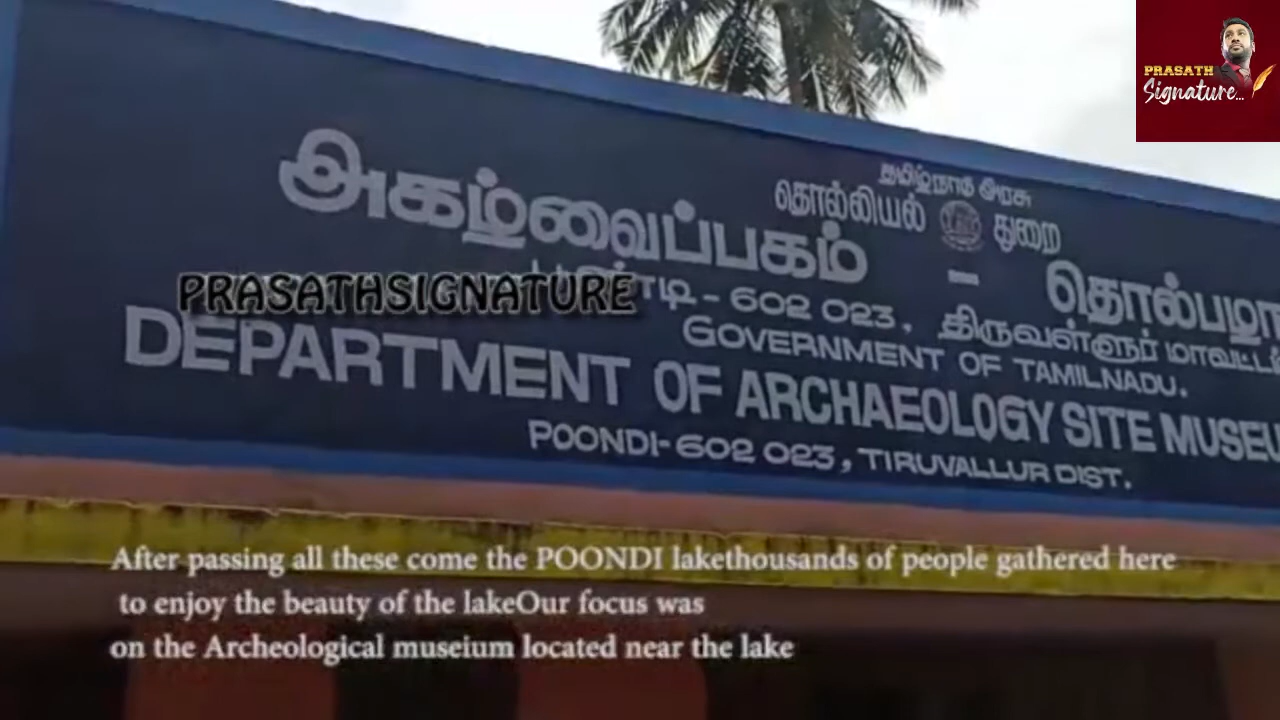 PRASATH
Signature...
தமிழ்நாடு அரசு
தொல்லியல் துறை
அகழ்வைப்பகம் - தொல்பழ
602 023, திருவள்ளூர் மாவட்ட
PRASATHSIGNATURE
GOVERNMENT OF TAMILNADU.
DEPARTMENT OF ARCHAEOLOGY SITE MUSEU
POONDI-602 023, TIRUVALLUR DIST.
After passing all these come the POONDI lakethousands of people gathered here
to enjoy the beauty of the lakeOur focus was
on the Archeological museium located near the lake